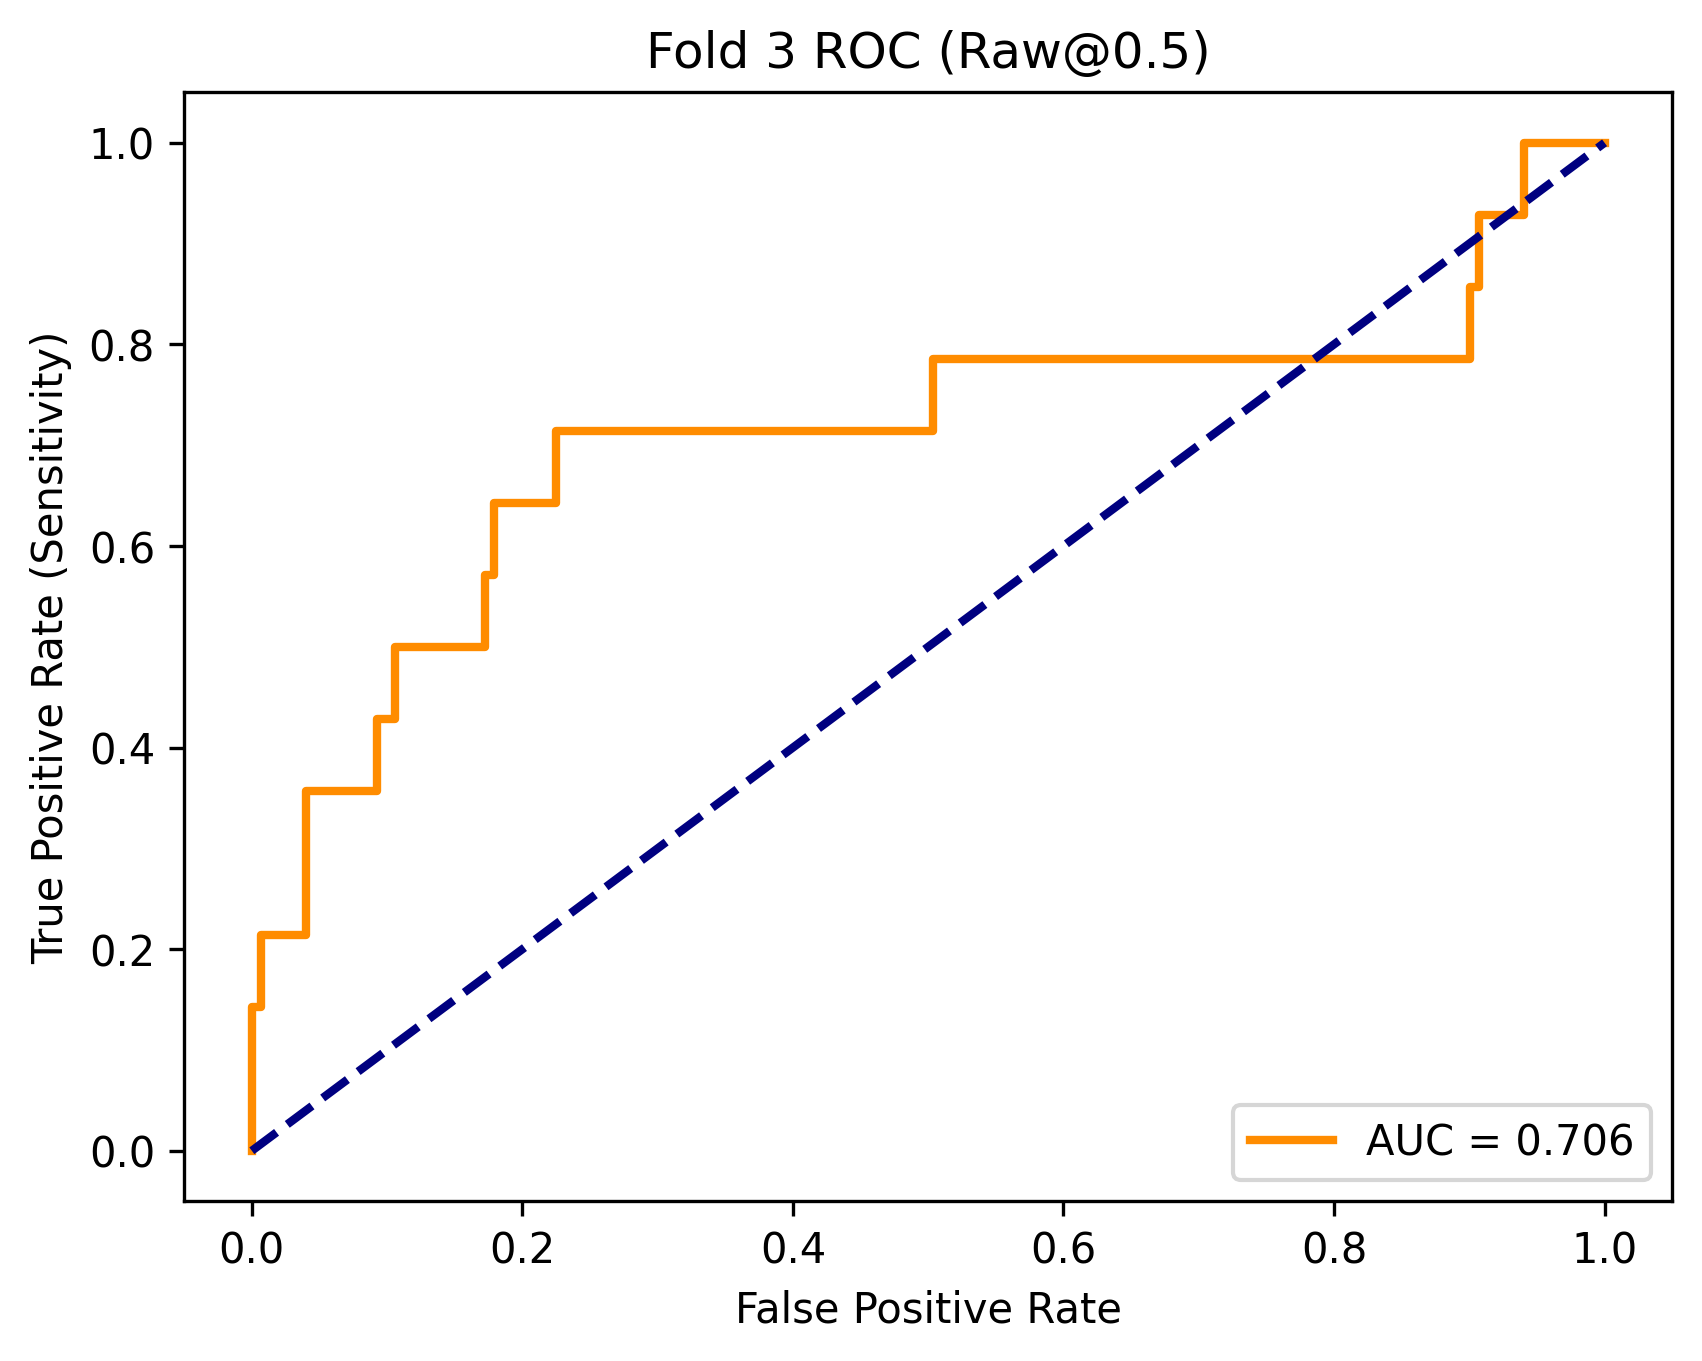 Fold 3 ROC (Raw@0.5)
True Positive Rate (Sensitivity)
1.0
0.8
0.6
0.4
0.2
0.0
AUC = 0.706
0.0 0.2 0.4 0.6 0.8 1.0
False Positive Rate